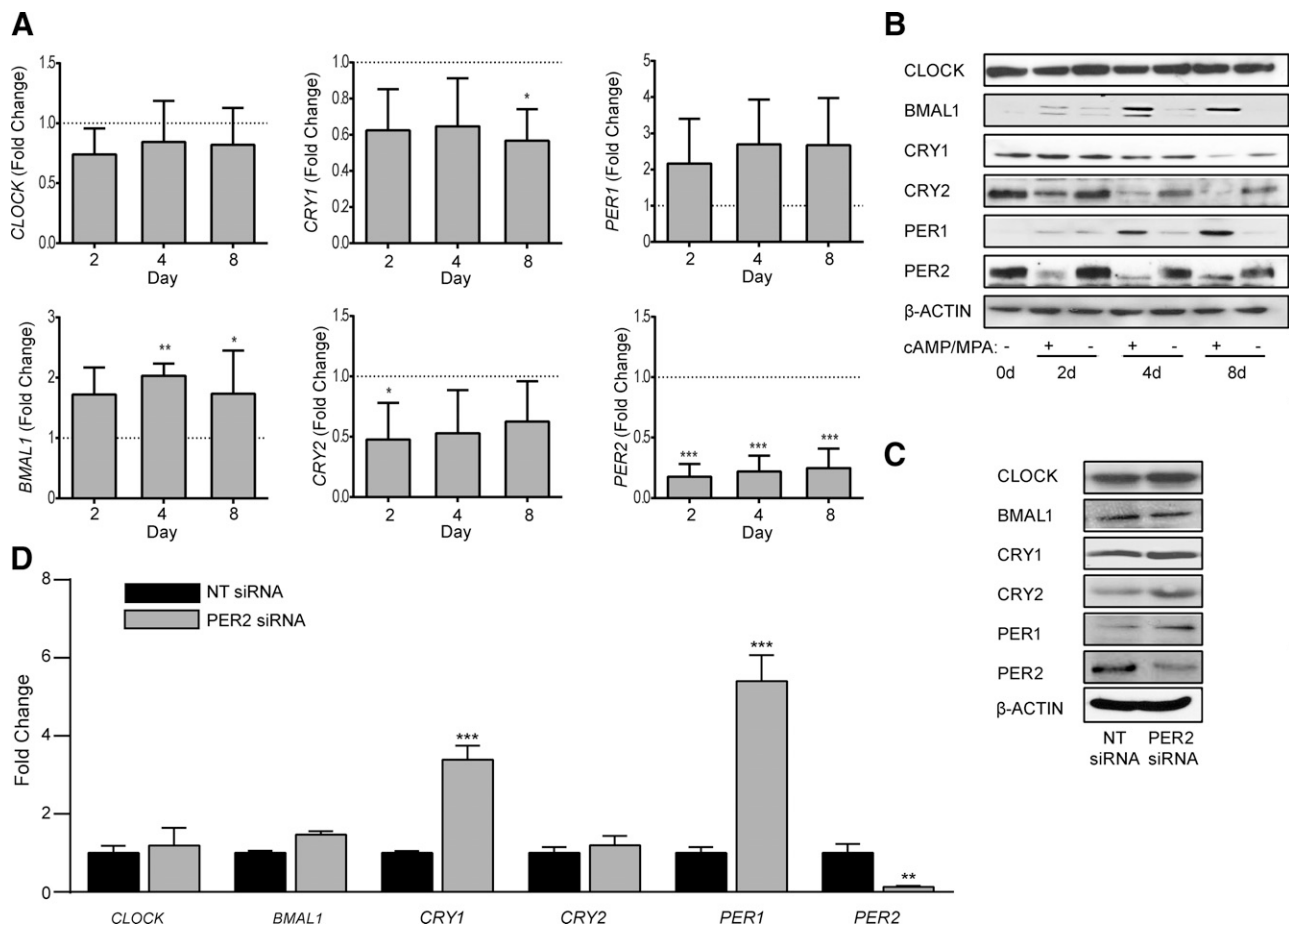 A
CLOCK (Fold Change)
1.5
1.0
0.5
0.0
2 4 8
Day
CRY1 (Fold Change)
1.0
0.8
0.6
0.4
0.2
0.0
*
2 4 8
Day
PER1 (Fold Change)
5
4
3
2
1
0
2 4 8
Day
BMAL1 (Fold Change)
3
2
1
0
** *
2 4 8
Day
CRY2 (Fold Change)
1.5
1.0
0.5
0.0
*
2 4 8
Day
PER2 (Fold Change)
1.5
1.0
0.5
0.0
*** *** ***
2 4 8
Day
B
CLOCK
BMAL1
CRY1
CRY2
PER1
PER2
β-ACTIN
cAMP/MPA: - + - + - + -
0d 2d 4d 8d
C
CLOCK
BMAL1
CRY1
CRY2
PER1
PER2
β-ACTIN
NT PER2
siRNA siRNA
D
Fold Change
8
6
4
2
0
NT siRNA
PER2 siRNA
*** *** **
CLOCK BMAL1 CRY1 CRY2 PER1 PER2